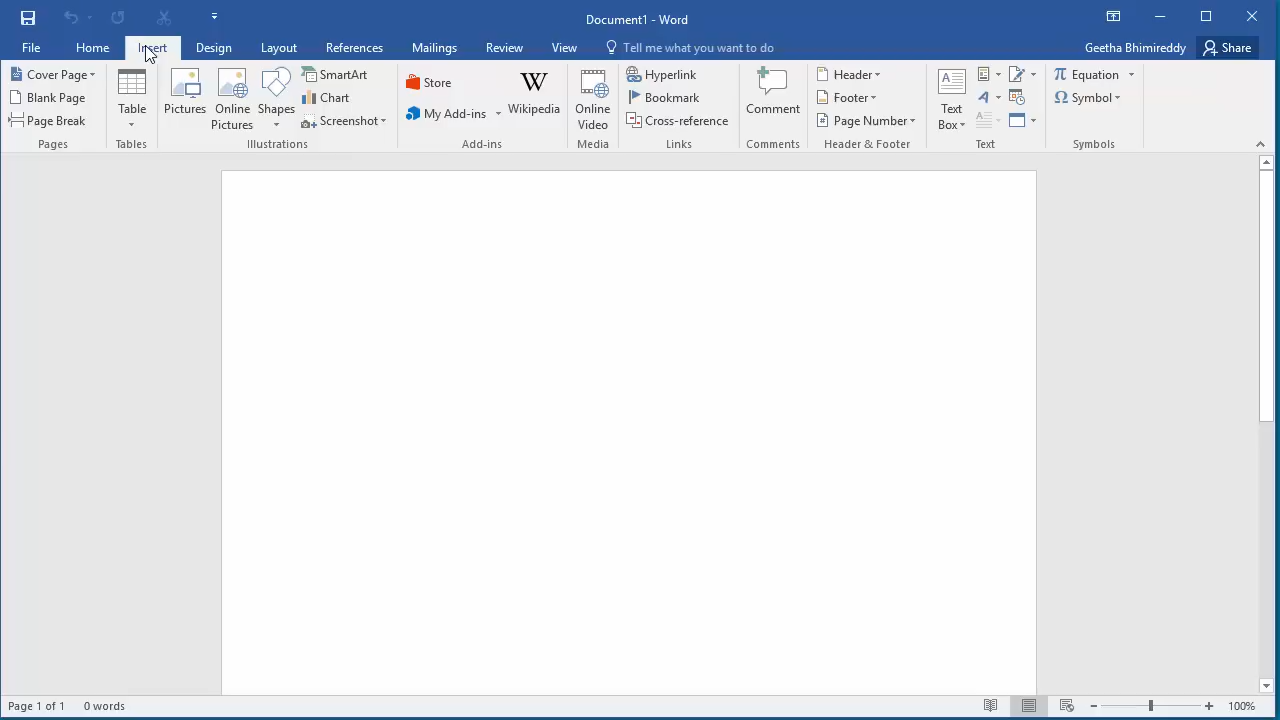 Document1 - Word
File Home Insert Design Layout References Mailings Review View Tell me what you want to do Geetha Bhimireddy Share
Cover Page
Blank Page
Page Break
Pages
Table
Tables
Pictures
Online
Pictures
Shapes
SmartArt
Chart
Screenshot
Illustrations
Store
My Add-ins
W
Wikipedia
Add-ins
Online
Video
Media
Hyperlink
Bookmark
Cross-reference
Links
Comment
Comments
Header
Footer
Page Number
Header & Footer
Text
Box
Text
π Equation
Ω Symbol
Symbols
Page 1 of 1 0 words 100%